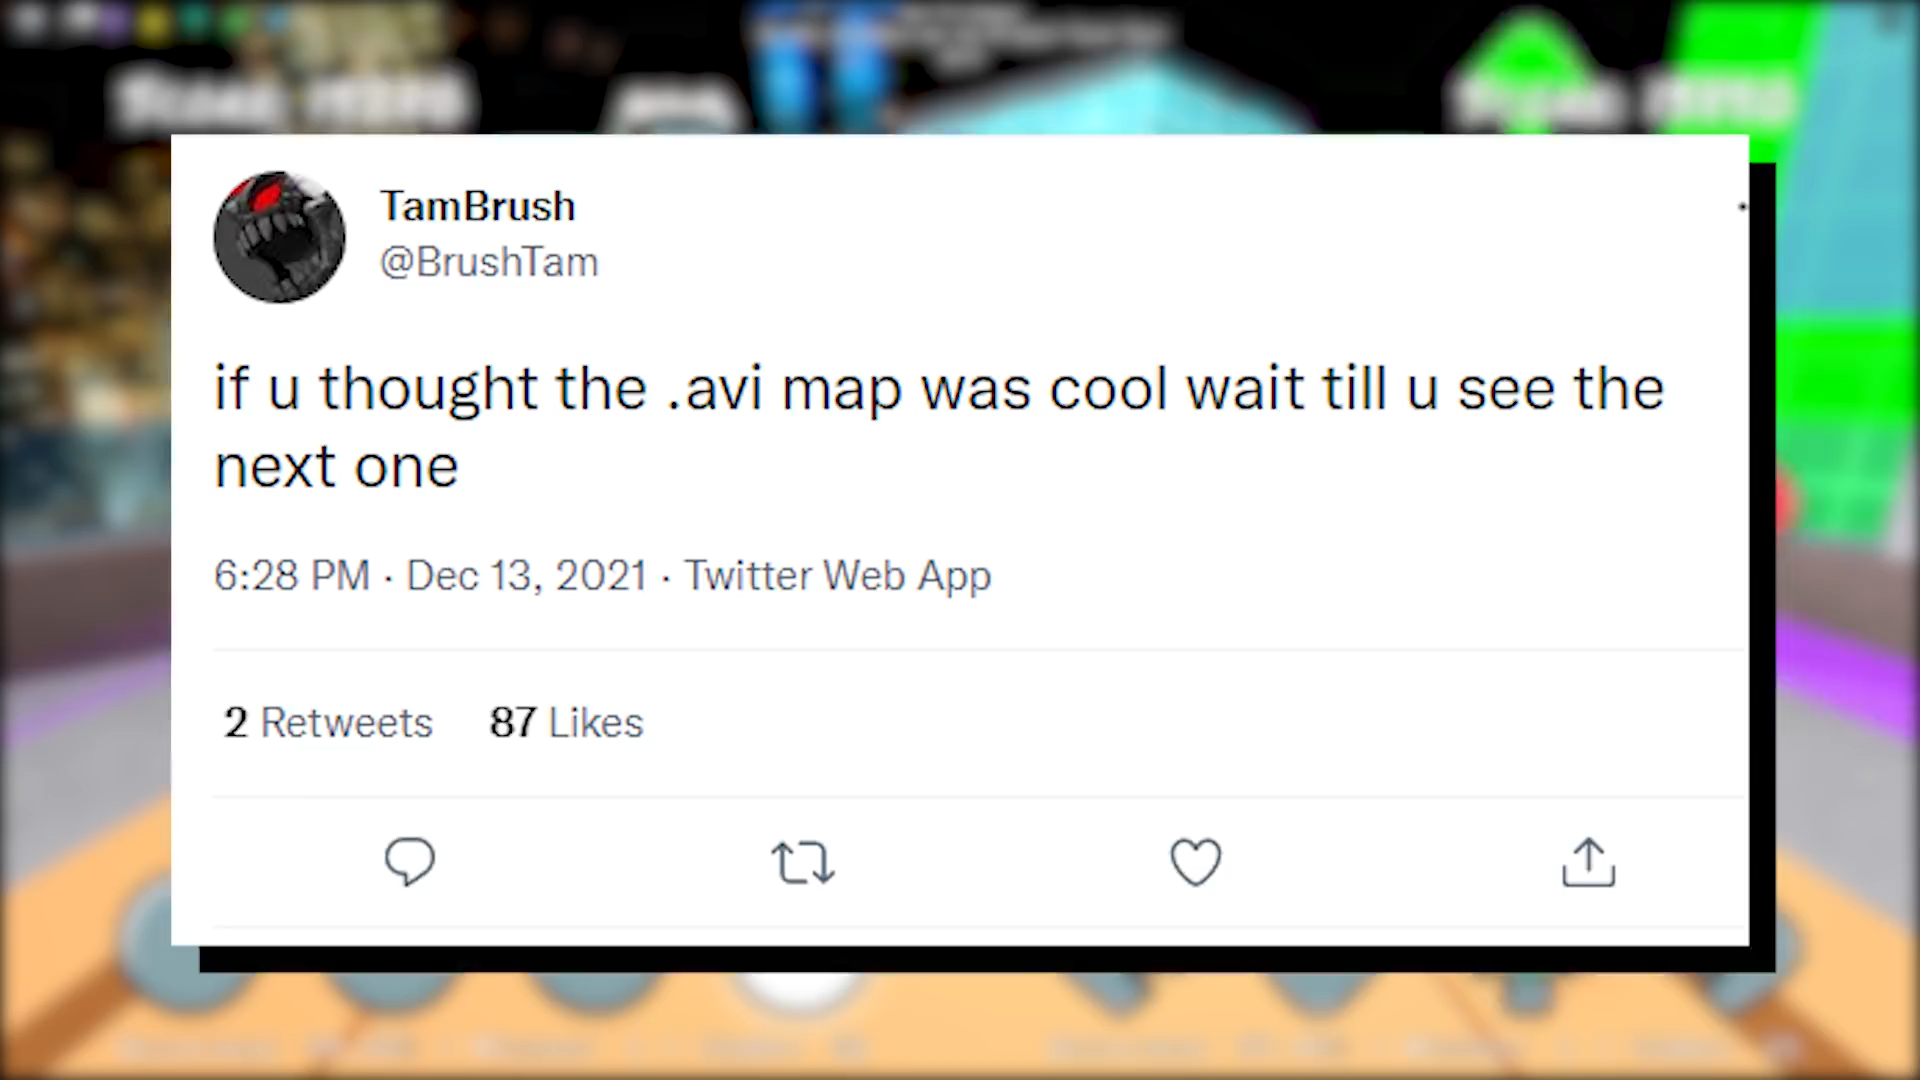 TamBrush
@BrushTam
if u thought the .avi map was cool wait till u see the
next one
6:28 PM · Dec 13, 2021 · Twitter Web App
2 Retweets 87 Likes